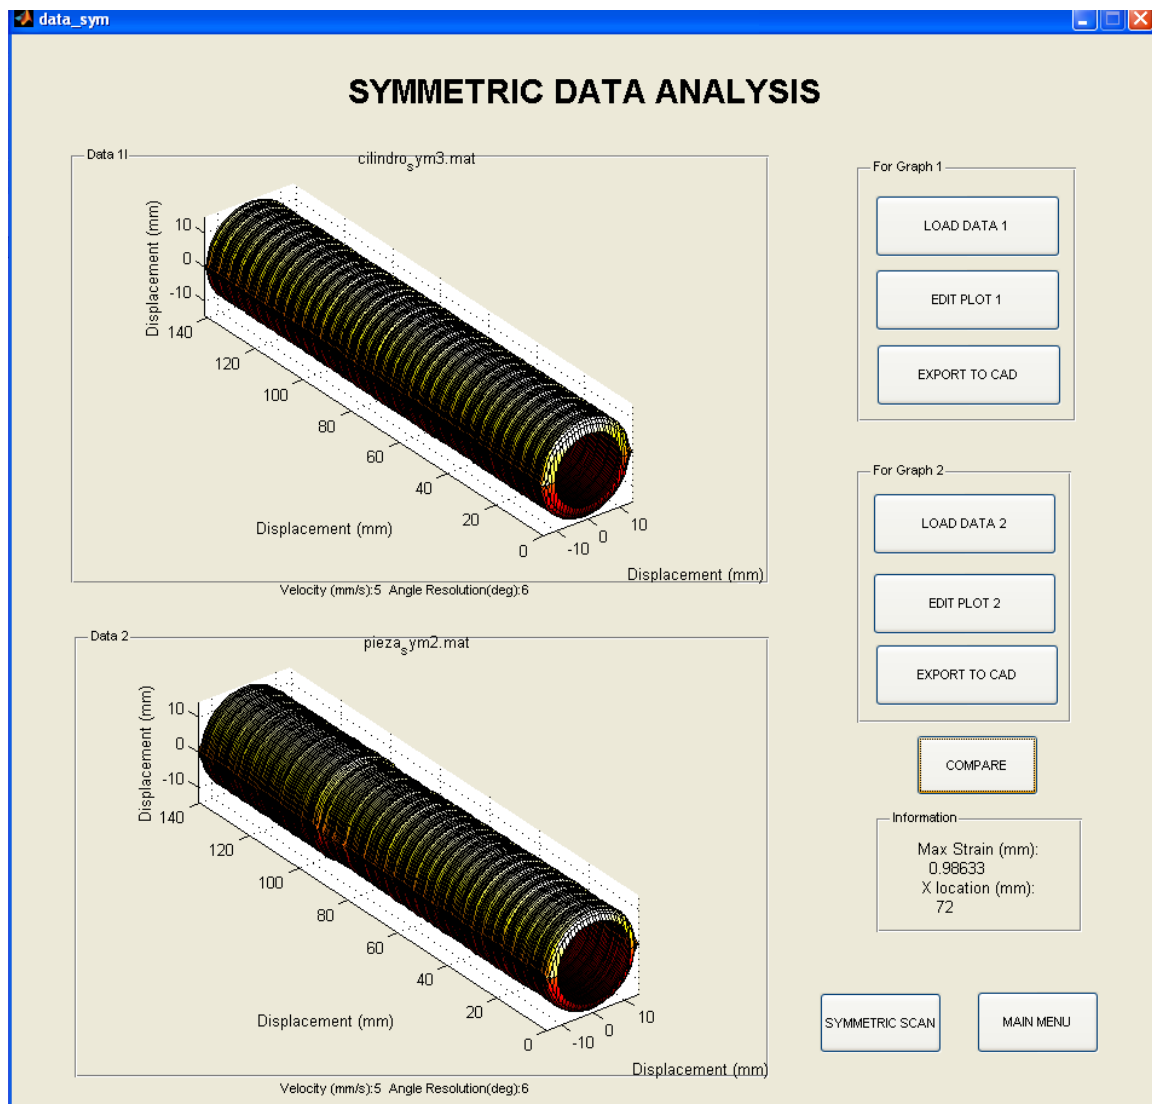 data_sym
SYMMETRIC DATA ANALYSIS
Data 1l
cilindrosym3.mat
Displacement (mm)
10
0
-10
140
120
100
80
60
40
20
0
-10
0
10
Displacement (mm)
Displacement (mm)
Velocity (mm/s):5 Angle Resolution(deg):6
Data 2
piezasym2.mat
Displacement (mm)
10
0
-10
140
120
100
80
60
40
20
0
-10
0
10
Displacement (mm)
Displacement (mm)
Velocity (mm/s):5 Angle Resolution(deg):6
For Graph 1
LOAD DATA 1
EDIT PLOT 1
EXPORT TO CAD
For Graph 2
LOAD DATA 2
EDIT PLOT 2
EXPORT TO CAD
COMPARE
Information
Max Strain (mm):
0.98633
X location (mm):
72
SYMMETRIC SCAN
MAIN MENU